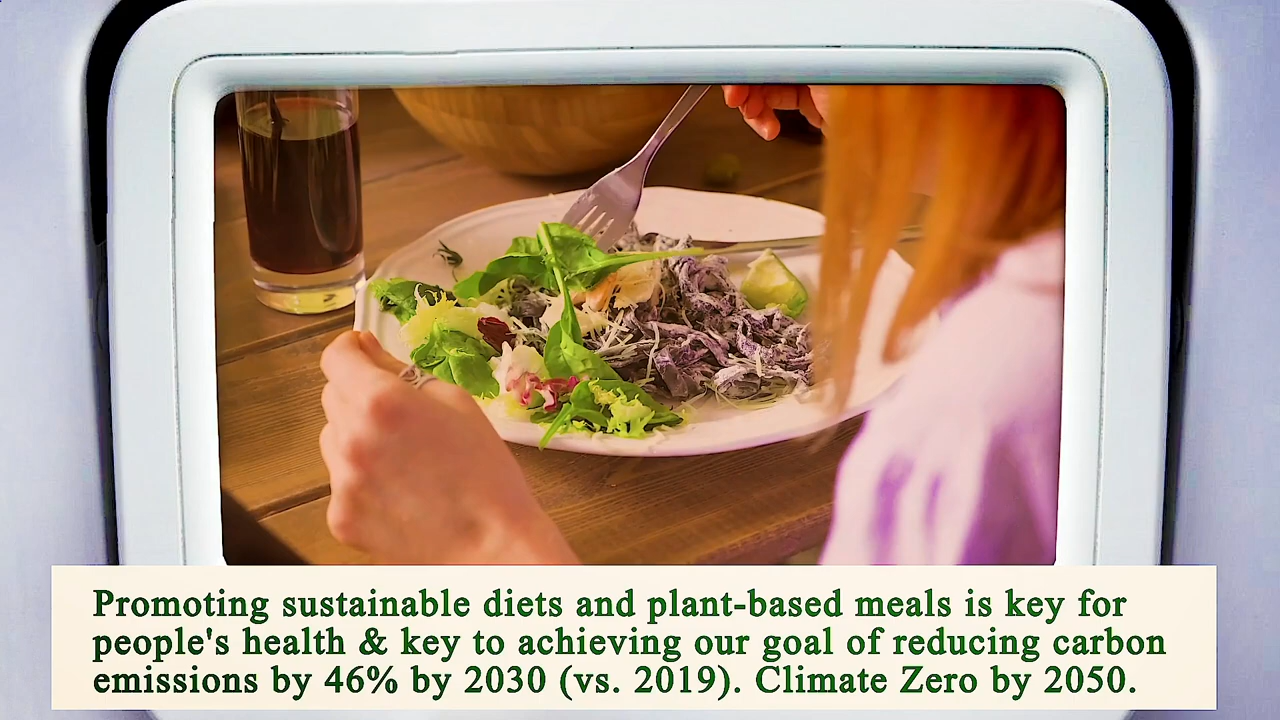 Promoting sustainable diets and plant-based meals is key for
people's health & key to achieving our goal of reducing carbon
emissions by 46% by 2030 (vs. 2019). Climate Zero by 2050.